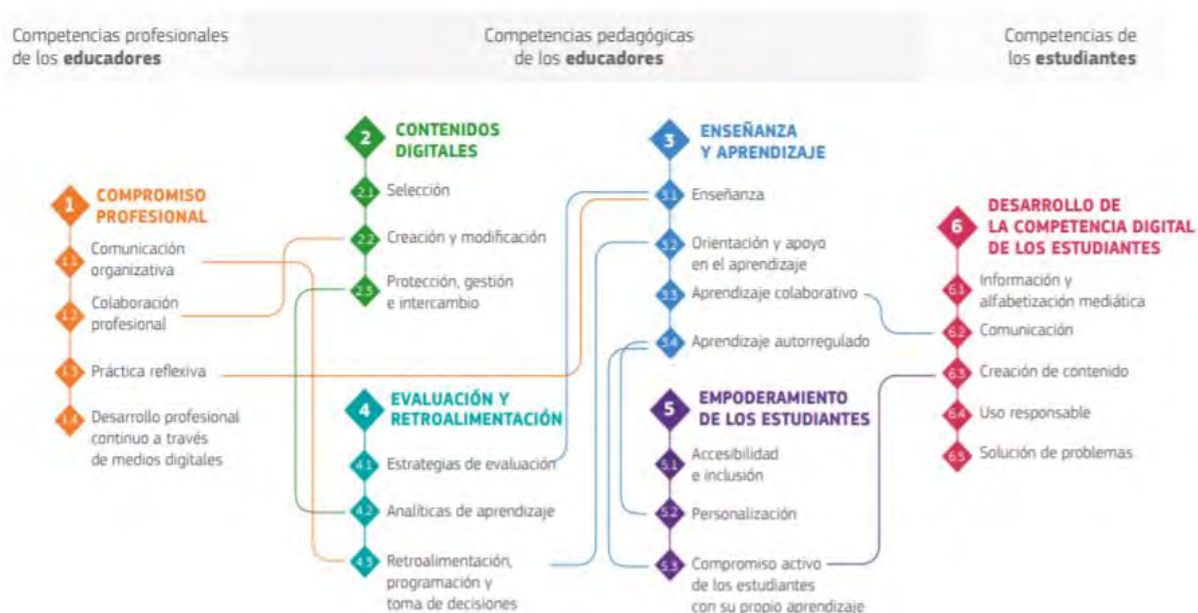 Competencias profesionales
de los educadores
Competencias pedagógicas
de los educadores
Competencias de
los estudiantes
1
COMPROMISO
PROFESIONAL
1.1
Comunicación
organizativa
1.2
Colaboración
profesional
1.3
Práctica reflexiva
1.4
Desarrollo profesional
continuo a través
de medios digitales
2
CONTENIDOS
DIGITALES
2.1
Selección
2.2
Creación y modificación
2.3
Protección, gestión
e intercambio
3
ENSEÑANZA
Y APRENDIZAJE
3.1
Enseñanza
3.2
Orientación y apoyo
en el aprendizaje
3.3
Aprendizaje colaborativo
3.4
Aprendizaje autorregulado
4
EVALUACIÓN Y
RETROALIMENTACIÓN
4.1
Estrategias de evaluación
4.2
Analíticas de aprendizaje
4.3
Retroalimentación,
programación y
toma de decisiones
5
EMPODERAMIENTO
DE LOS ESTUDIANTES
5.1
Accesibilidad
e inclusión
5.2
Personalización
5.3
Compromiso activo
de los estudiantes
con su propio aprendizaje
6
DESARROLLO DE
LA COMPETENCIA DIGITAL
DE LOS ESTUDIANTES
6.1
Información y
alfabetización mediática
6.2
Comunicación
6.3
Creación de contenido
6.4
Uso responsable
6.5
Solución de problemas